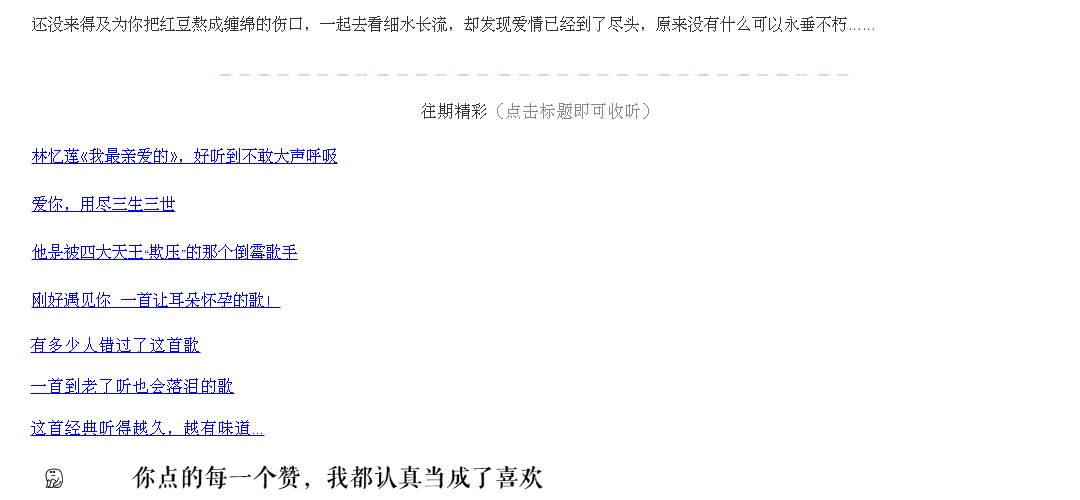 还没来得及为你把红豆熬成缠绵的伤口，一起去看细水长流，却发现爱情已经到了尽头，原来没有什么可以永垂不朽......
往期精彩（点击标题即可收听）
林忆莲《我最亲爱的》，好听到不敢大声呼吸
爱你，用尽三生三世
他是被四大天王“欺压”的那个倒霉歌手
刚好遇见你 一首让耳朵怀孕的歌！
有多少人错过了这首歌
一首到老了听也会落泪的歌
这首经典听得越久，越有味道...
你点的每一个赞，我都认真当成了喜欢